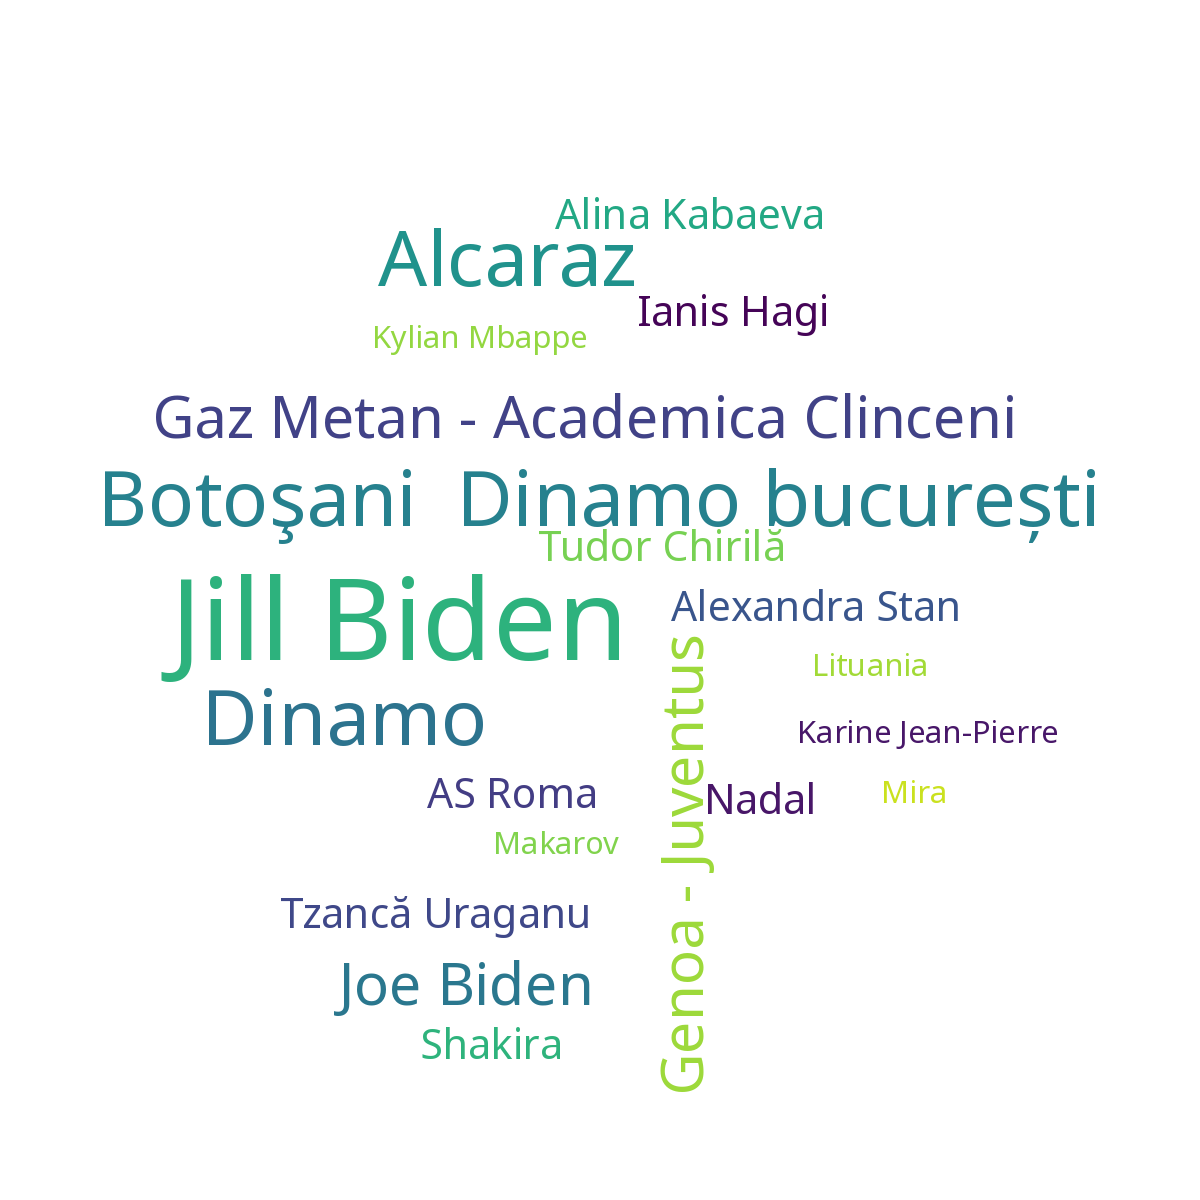 Alina Kabaeva
Alcaraz
Ianis Hagi
Kylian Mbappe
Gaz Metan - Academica Clinceni
Botoşani Dinamo bucurești
Tudor Chirilă
Jill Biden
Alexandra Stan
Genoa - Juventus
Lituania
Dinamo
Karine Jean-Pierre
AS Roma
Nadal
Mira
Makarov
Tzancă Uraganu
Joe Biden
Shakira